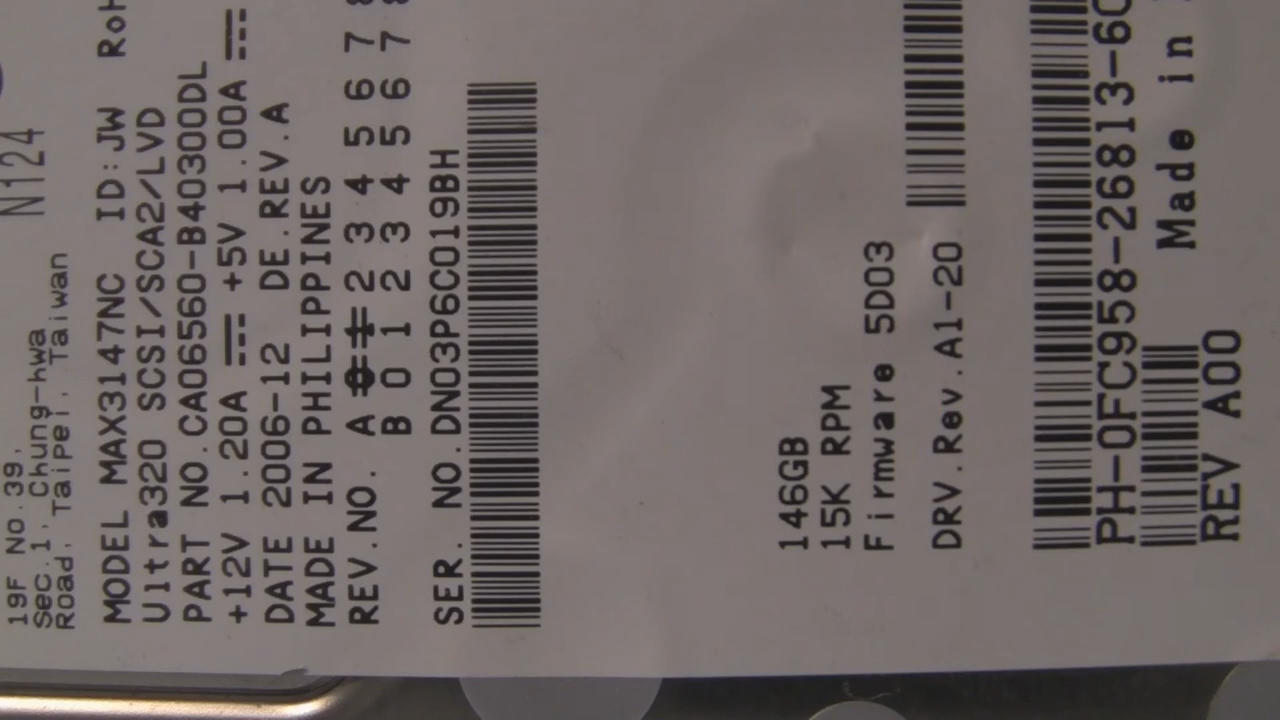 N124
19F No.39,
Sec.1, Chung-hwa
Road, Taipei, Taiwan
MODEL MAX3147NC ID:JW RoH
Ultra320 SCSI/SCA2/LVD
PART NO.CA06560-B40300DL
+12V 1.20A +5V 1.00A
DATE 2006-12 DE.REV.A
MADE IN PHILIPPINES
REV.NO. A 0 1 2 3 4 5 6 7 8
B 0 1 2 3 4 5 6 7 8
SER. NO.DN03P6C019BH
146GB
15K RPM
Firmware 5D03
DRV.Rev.A1-20
PH-0FC958-26813-6C
Made in
REV A00